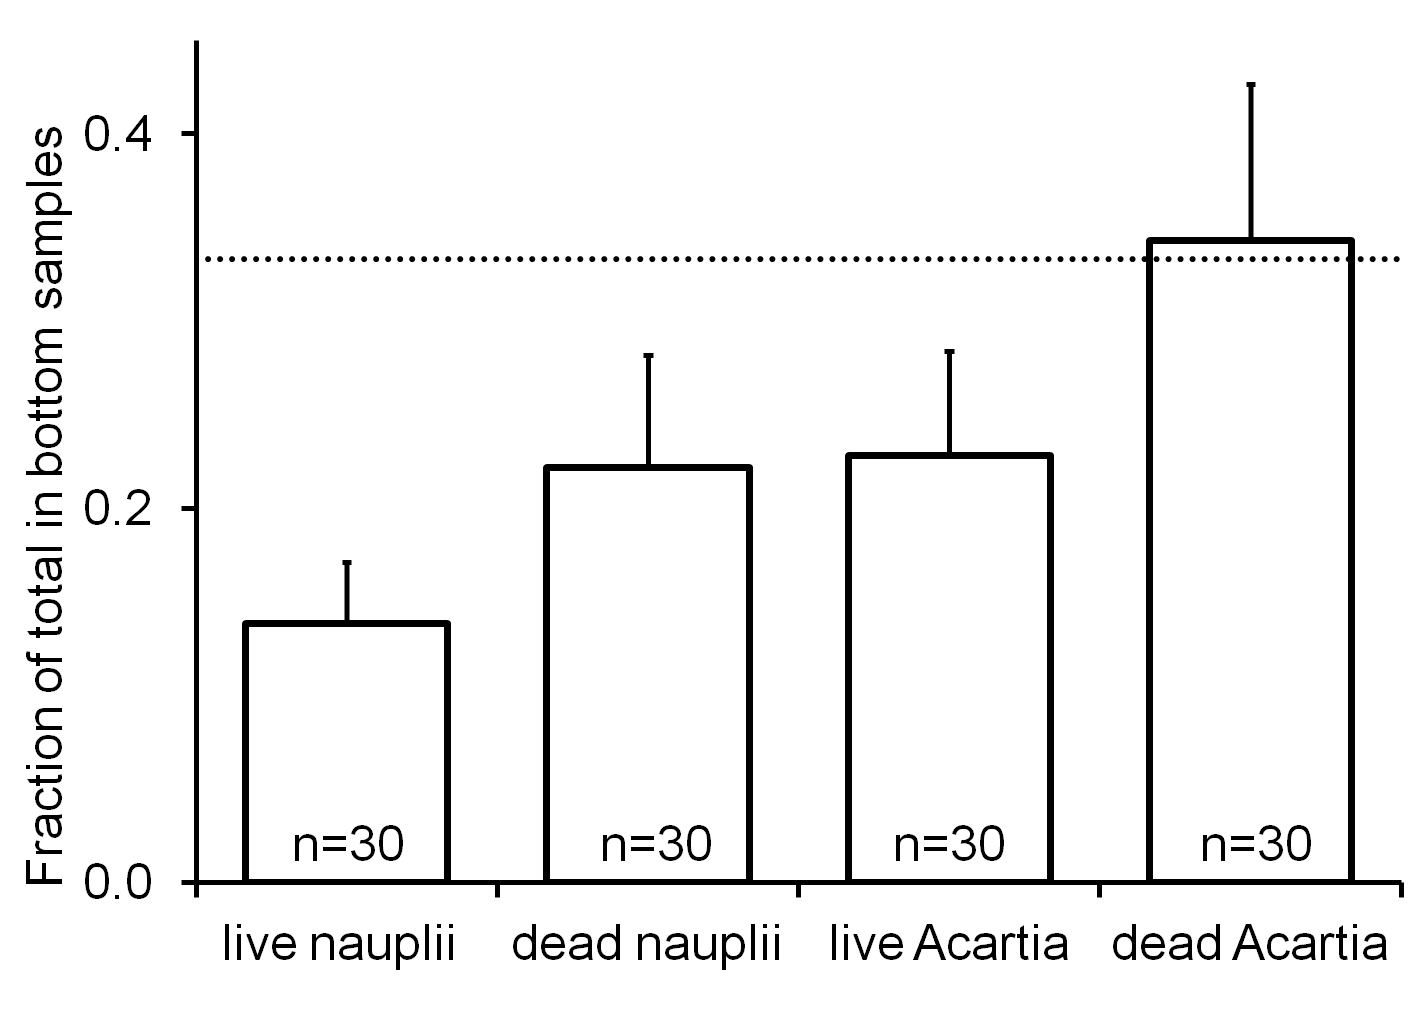 Fraction of total in bottom samples
0.4
0.2
0.0
n=30
n=30
n=30
n=30
live nauplii
dead nauplii
live Acartia
dead Acartia